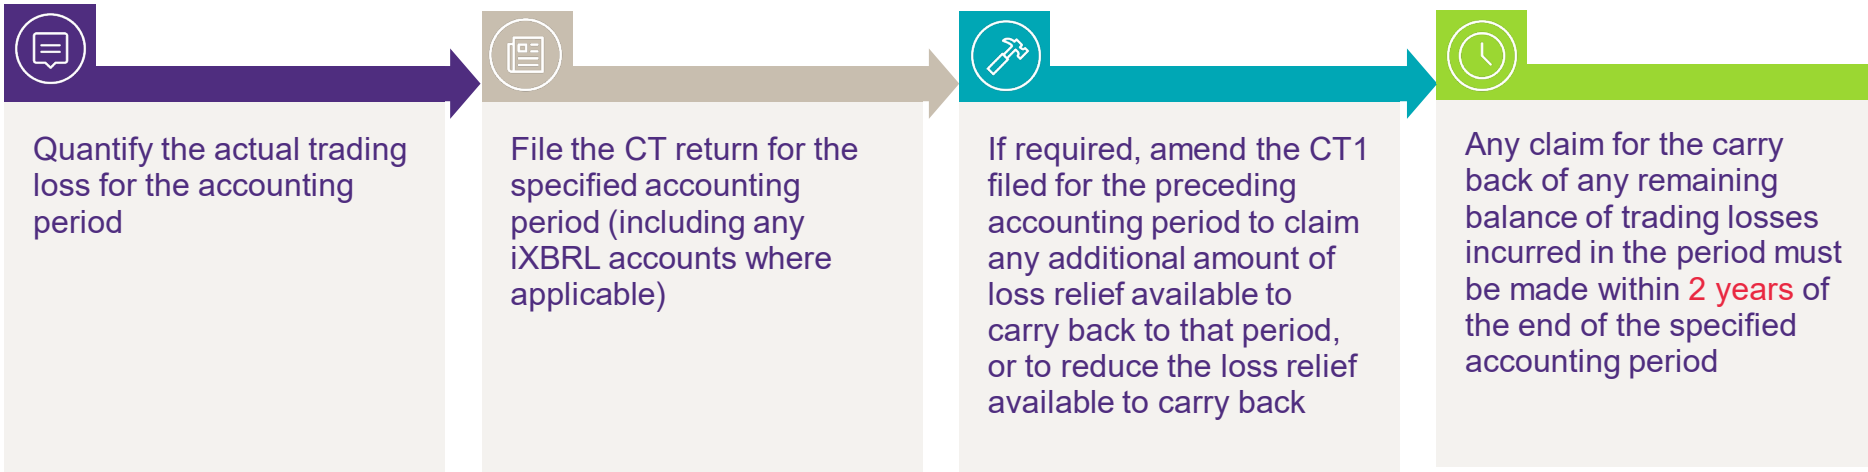 Quantify the actual trading
loss for the accounting
period
File the CT return for the
specified accounting
period (including any
iXBRL accounts where
applicable)
If required, amend the CT1
filed for the preceding
accounting period to claim
any additional amount of
loss relief available to
carry back to that period,
or to reduce the loss relief
available to carry back
Any claim for the carry
back of any remaining
balance of trading losses
incurred in the period must
be made within 2 years of
the end of the specified
accounting period